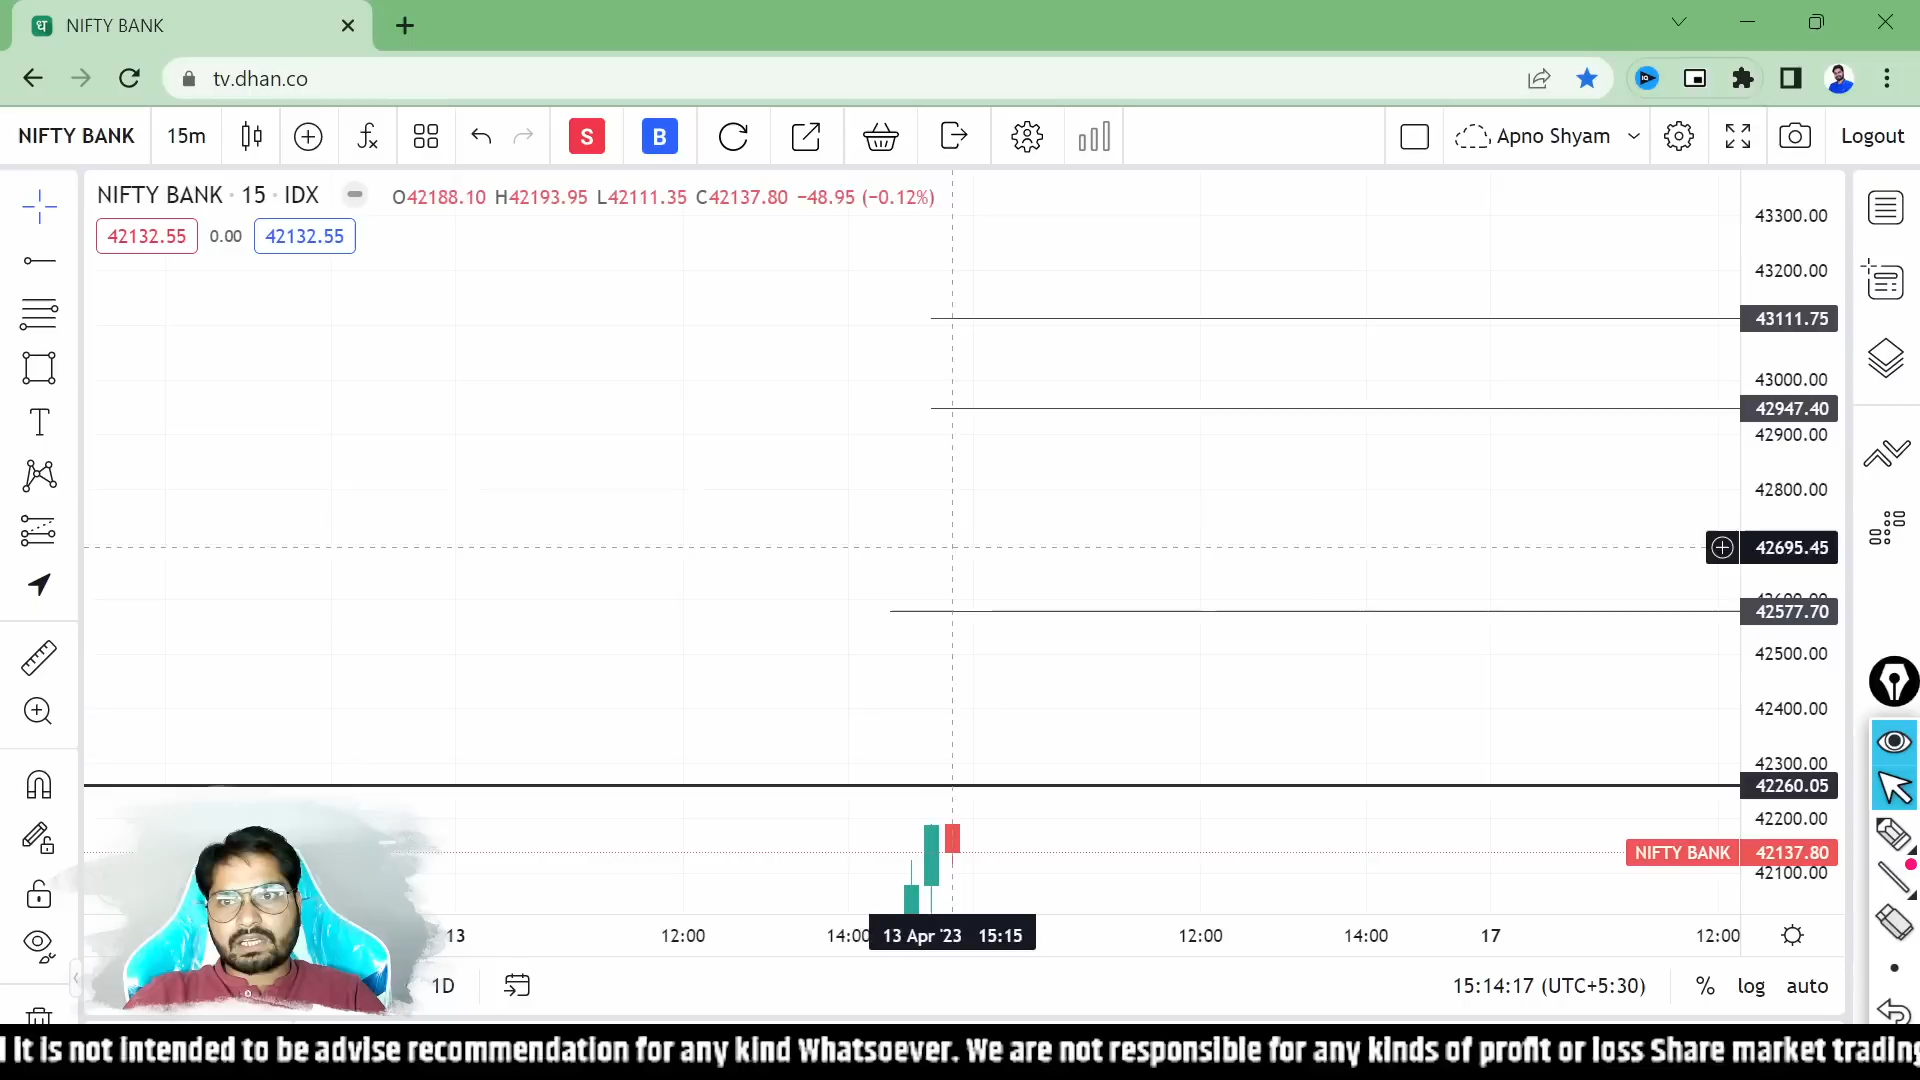 ध NIFTY BANK
tv.dhan.co
NIFTY BANK 15m S B Apno Shyam Logout
NIFTY BANK · 15 · IDX O42188.10 H42193.95 L42111.35 C42137.80 −48.95 (−0.12%)
42132.55 0.00 42132.55
43300.00
43200.00
43111.75
43000.00
42947.40
42900.00
42800.00
42695.45
42577.70
42500.00
42400.00
42300.00
42260.05
42200.00
NIFTY BANK 42137.80
42100.00
13 12:00 14:00 13 Apr '23 15:15 12:00 14:00 17 12:00
1D 15:14:17 (UTC+5:30) % log auto
It is not intended to be advise recommendation for any kind Whatsoever. We are not responsible for any kinds of profit or loss Share market trading